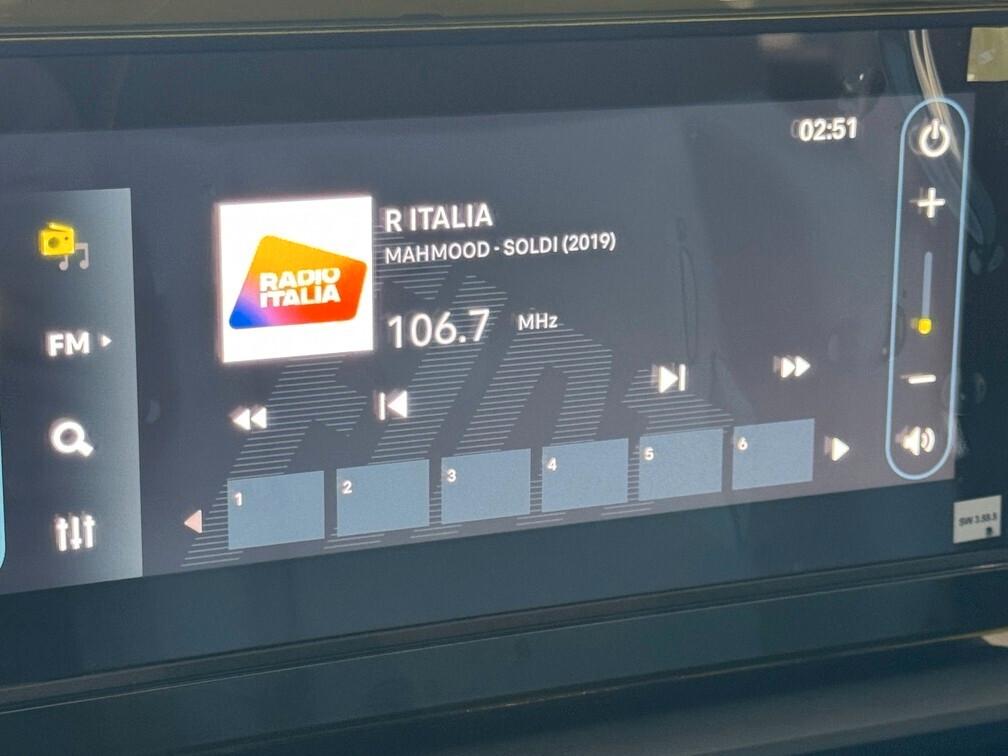 02:51
R ITALIA
MAHMOOD - SOLDI (2019)
RADIO
ITALIA
106.7 MHz
FM
1 2 3 4 5 6